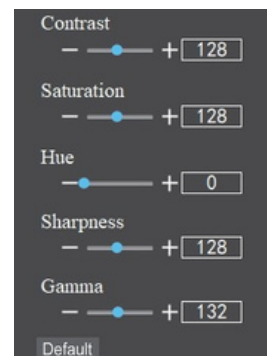 Contrast
− + 128
Saturation
− + 128
Hue
− + 0
Sharpness
− + 128
Gamma
− + 132
Default